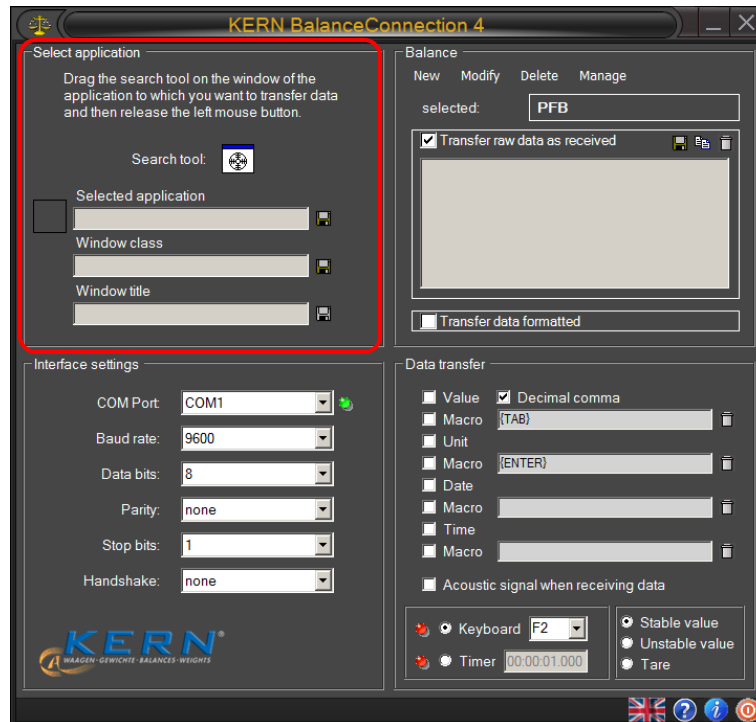 KERN BalanceConnection 4
Select application
Drag the search tool on the window of the
application to which you want to transfer data
and then release the left mouse button.
Search tool:
Selected application
Window class
Window title
Balance
New Modify Delete Manage
selected: PFB
Transfer raw data as received
Transfer data formatted
Interface settings
COM Port: COM1
Baud rate: 9600
Data bits: 8
Parity: none
Stop bits: 1
Handshake: none
KERN®
WAAGEN·GEWICHTE·BALANCES·WEIGHTS
Data transfer
Value Decimal comma
Macro {TAB}
Unit
Macro {ENTER}
Date
Macro
Time
Macro
Acoustic signal when receiving data
Keyboard F2
Timer 00:00:01.000
Stable value
Unstable value
Tare